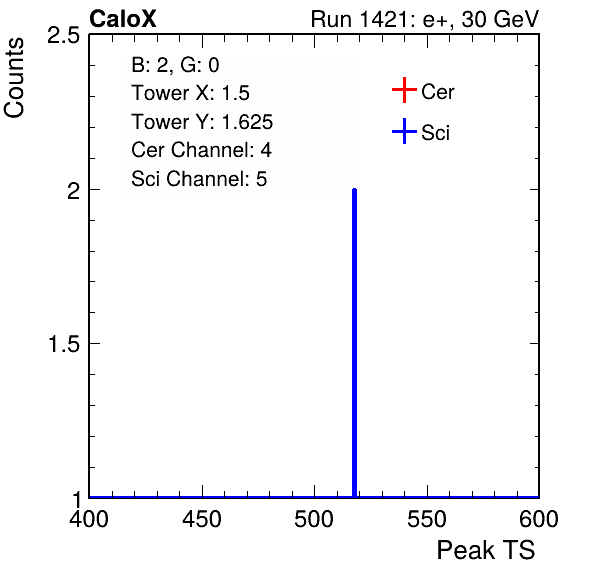 CaloX Run 1421: e+, 30 GeV
Counts
2.5
2
1.5
1
B: 2, G: 0
Tower X: 1.5
Tower Y: 1.625
Cer Channel: 4
Sci Channel: 5
Cer
Sci
400 450 500 550 600
Peak TS